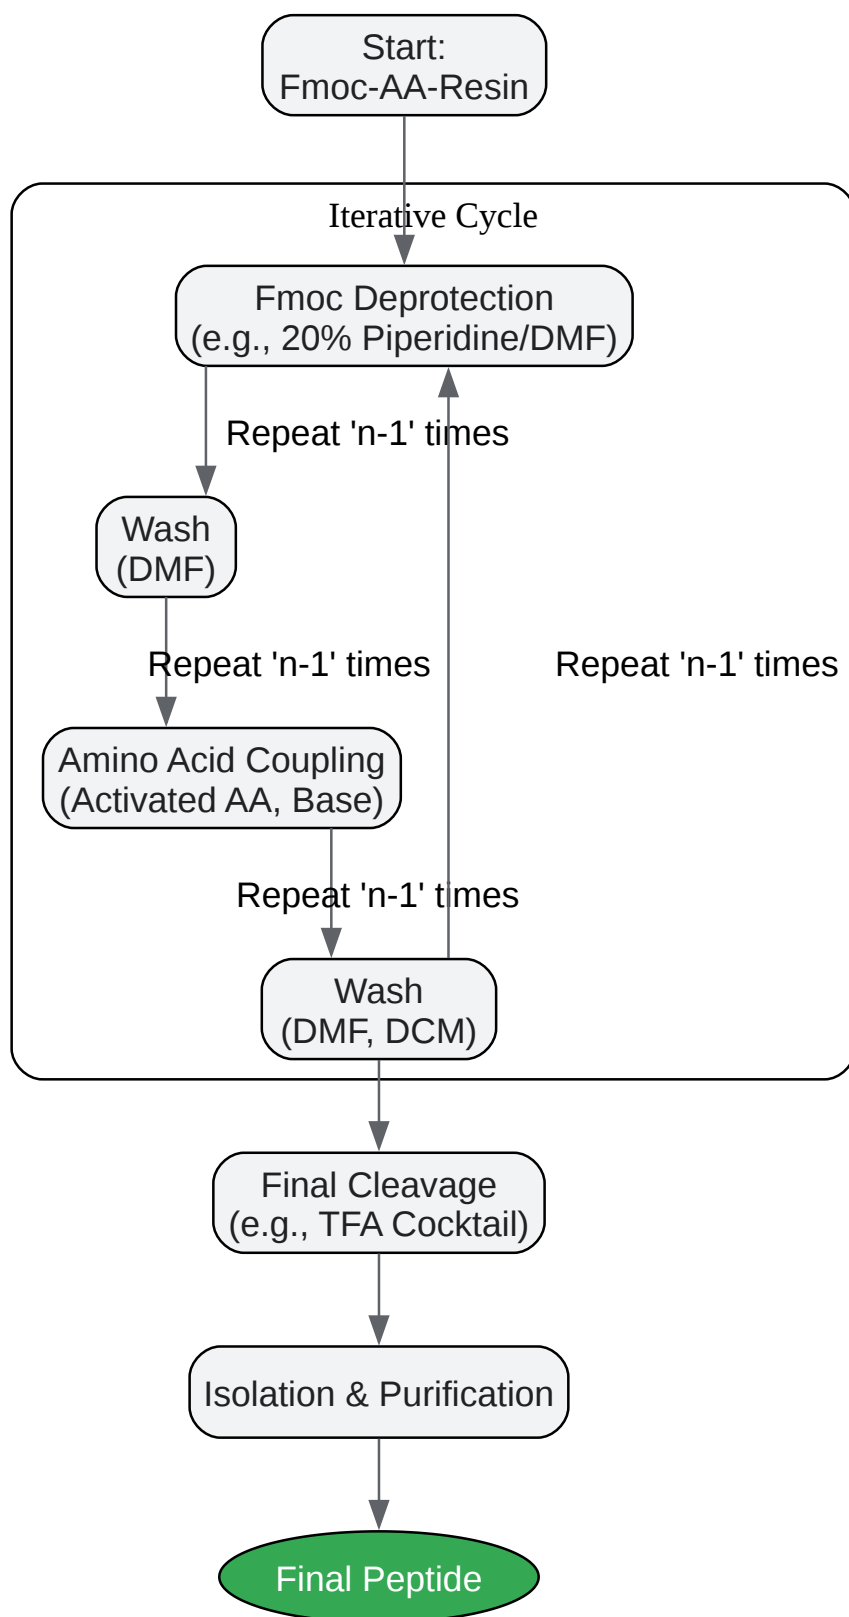 Start:
Fmoc-AA-Resin
Iterative Cycle
Fmoc Deprotection
(e.g., 20% Piperidine/DMF)
Repeat 'n-1' times
Wash
(DMF)
Repeat 'n-1' times
Repeat 'n-1' times
Amino Acid Coupling
(Activated AA, Base)
Repeat 'n-1' times
Wash
(DMF, DCM)
Final Cleavage
(e.g., TFA Cocktail)
Isolation & Purification
Final Peptide